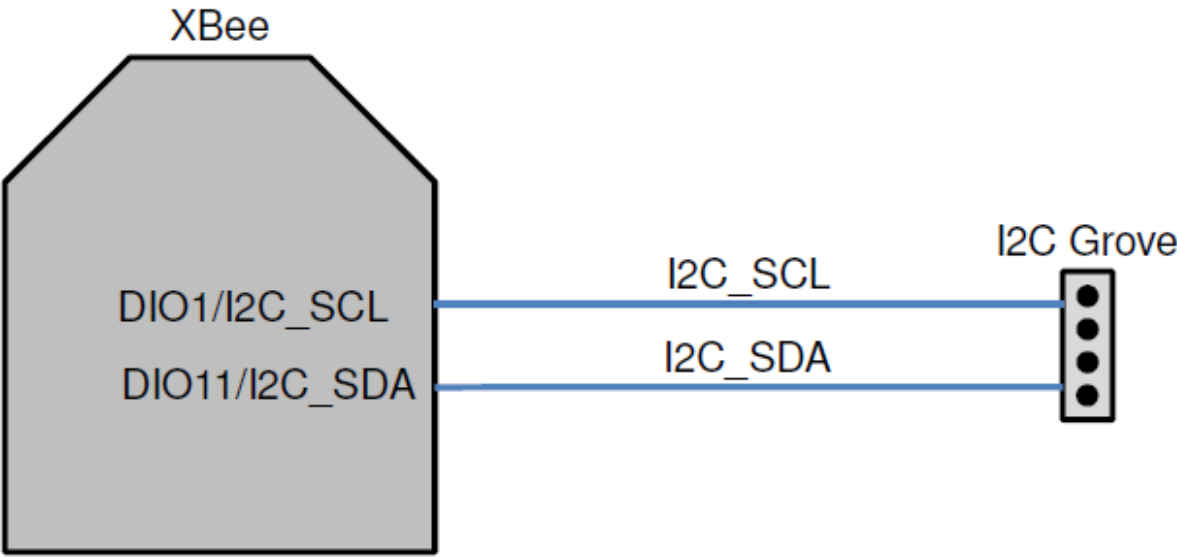 XBee
I2C Grove
I2C_SCL
DIO1/I2C_SCL
I2C_SDA
DIO11/I2C_SDA